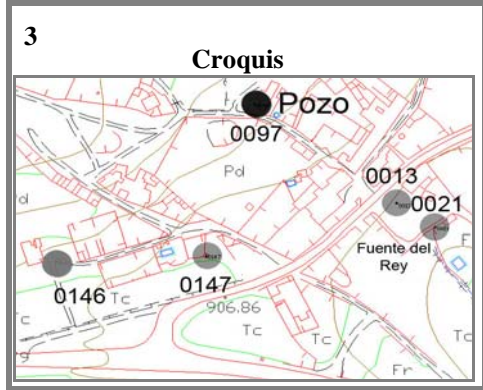 3
Croquis
Pozo
0097
Pd
0013
0021
Fuente del
Rey
0146
0147
Tc
906.86
Tc
Tc
Tc
Fr